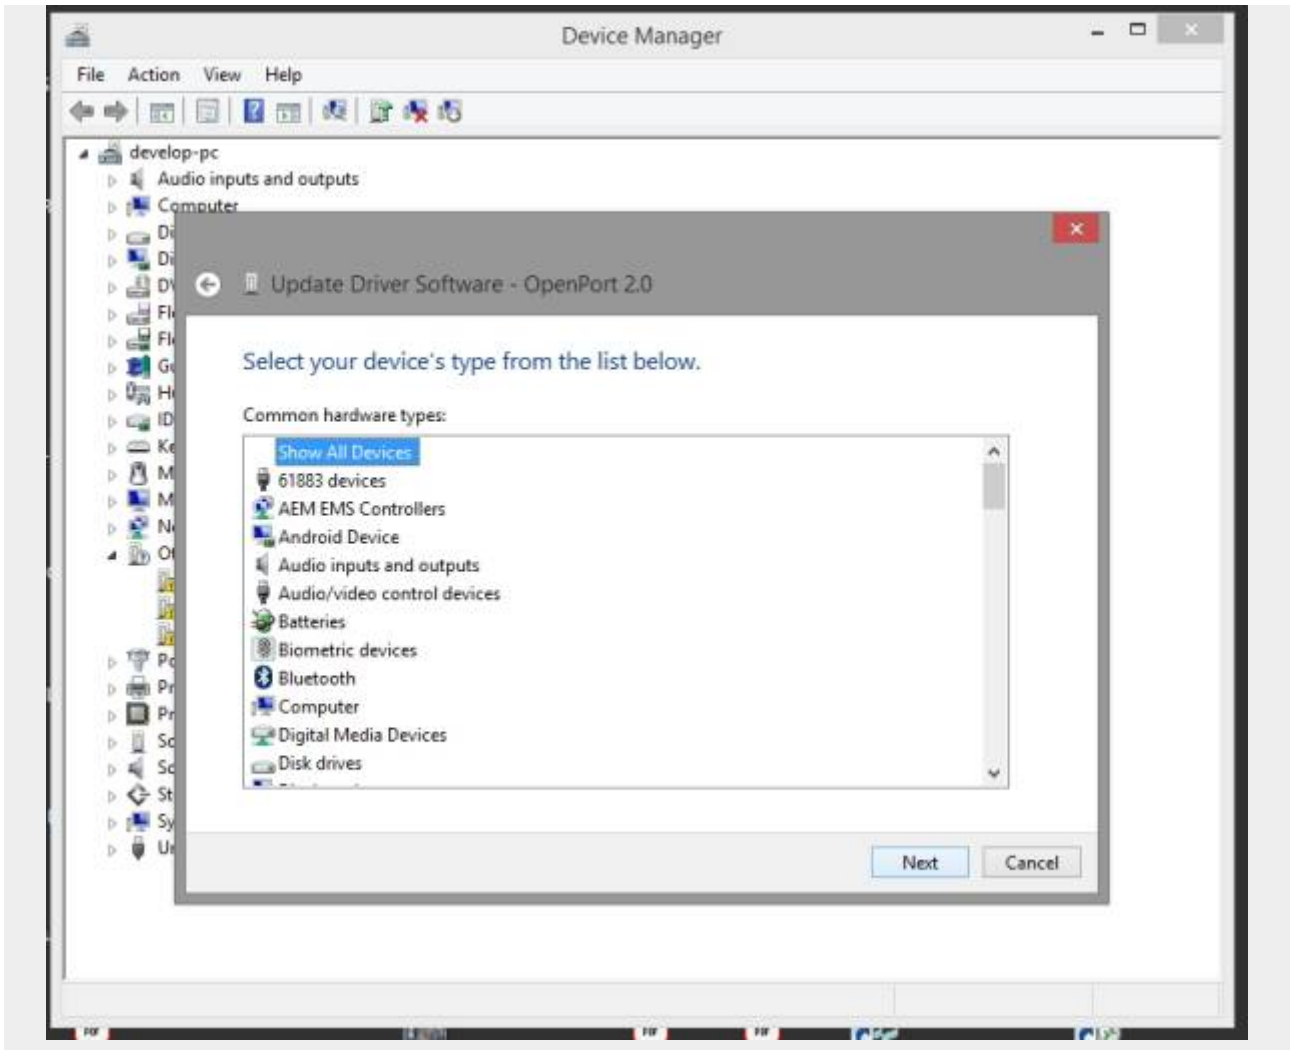 Device Manager
File Action View Help
develop-pc
Audio inputs and outputs
Computer
Update Driver Software - OpenPort 2.0
Select your device's type from the list below.
Common hardware types:
Show All Devices
61883 devices
AEM EMS Controllers
Android Device
Audio inputs and outputs
Audio/video control devices
Batteries
Biometric devices
Bluetooth
Computer
Digital Media Devices
Disk drives
Next Cancel